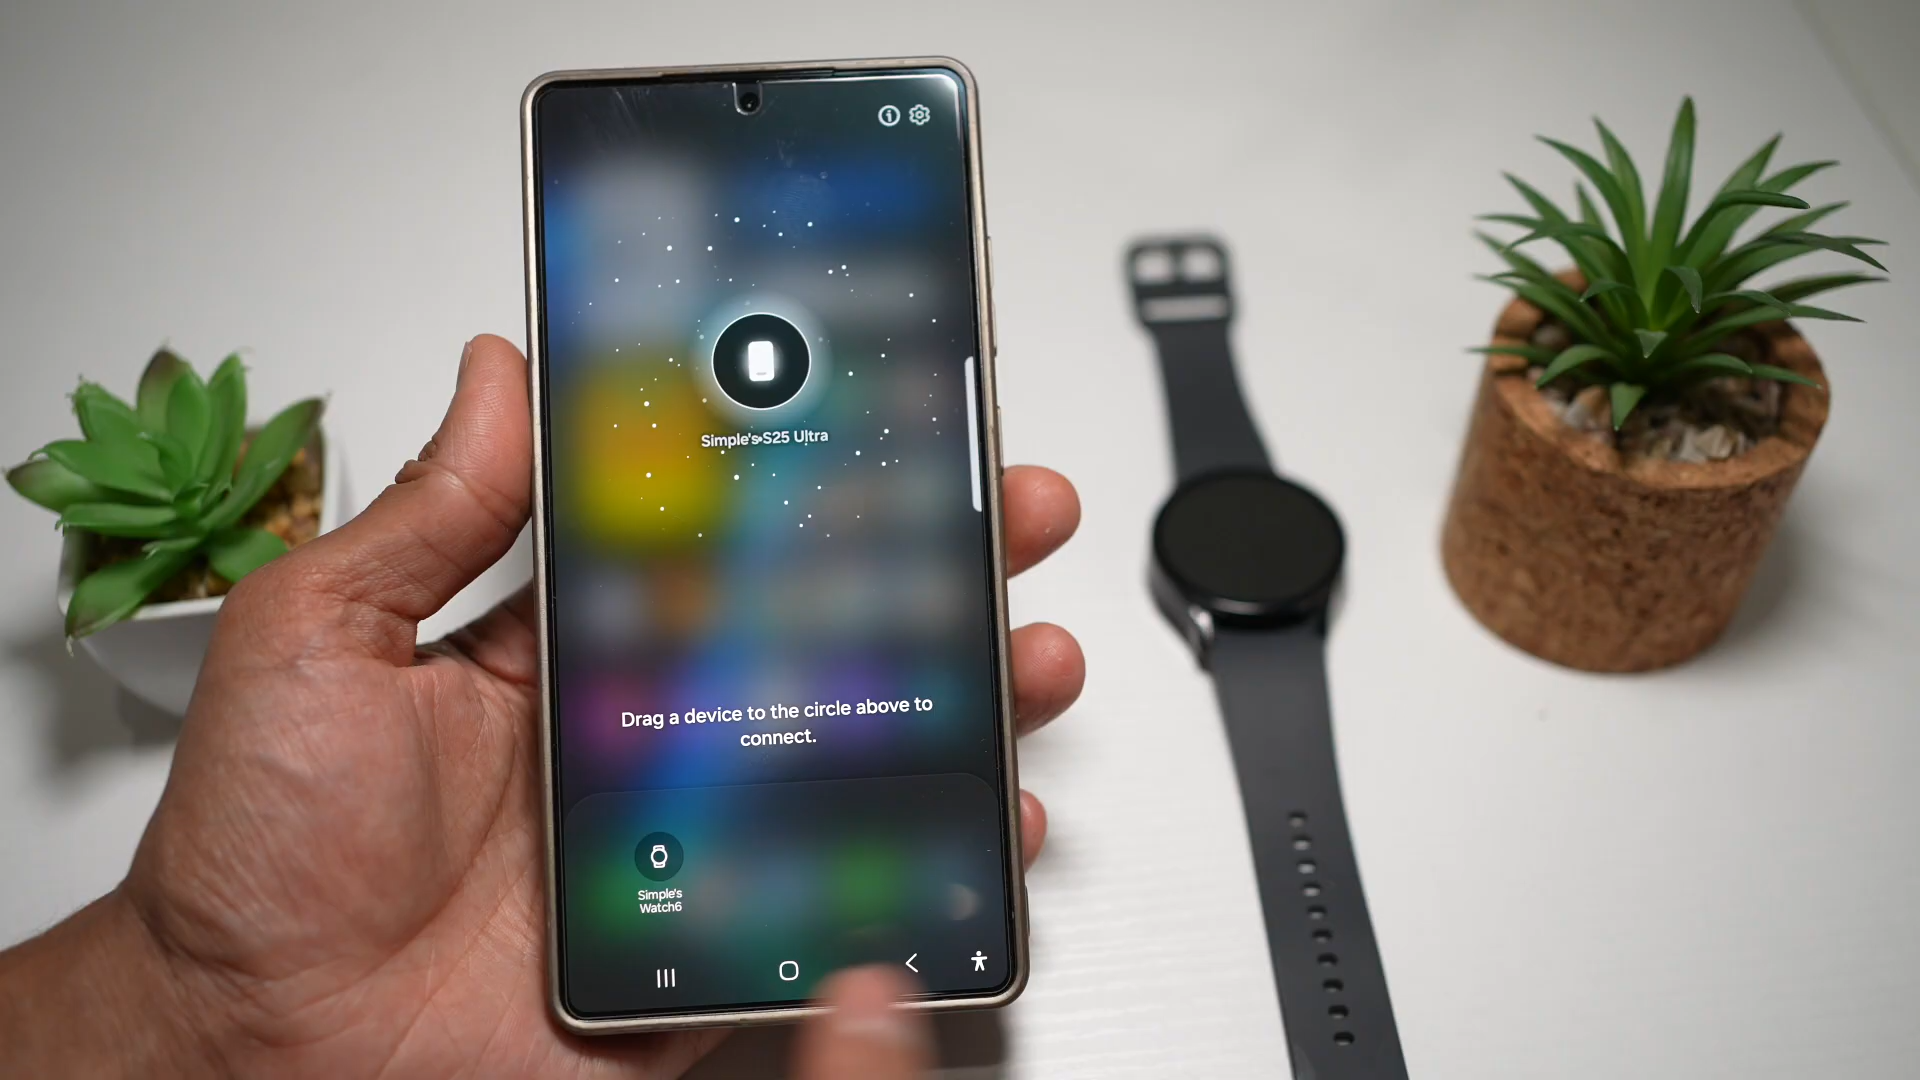 Simple's S25 Ultra
Drag a device to the circle above to
connect.
Simple's
Watch6